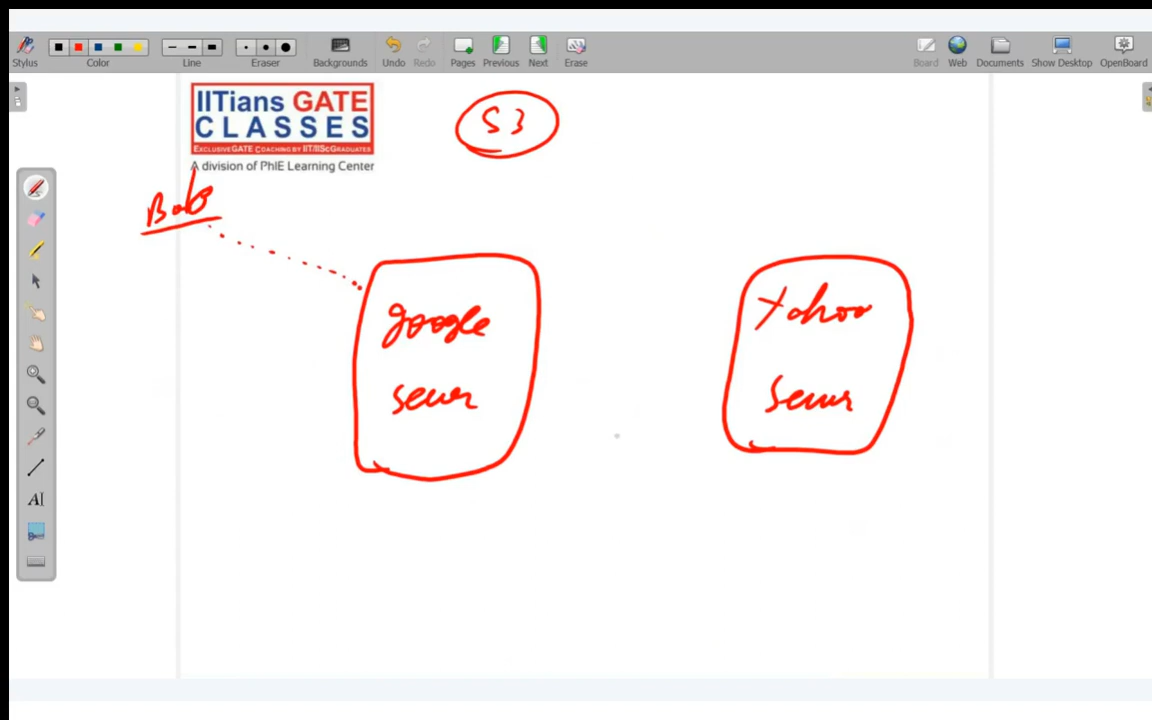 Stylus
Color
Line
Eraser
Backgrounds
Undo
Redo
Pages
Previous
Next
Erase
Board
Web
Documents
Show Desktop
OpenBoard
IITians GATE
CLASSES
EXCLUSIVE GATE COACHING BY IIT/IISC GRADUATES
A division of PhIE Learning Center
S3
Bob
google
server
Yahoo
Server
AI